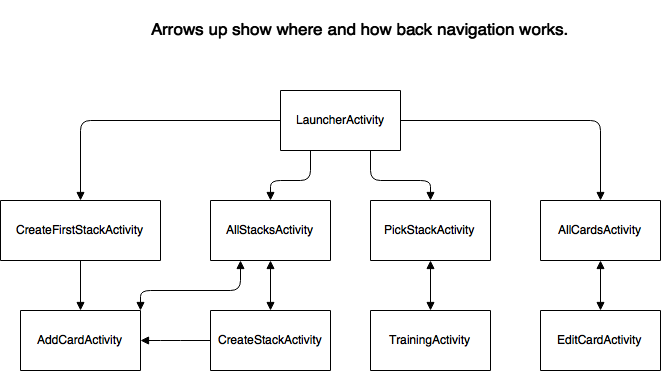 Arrows up show where and how back navigation works.
LauncherActivity
CreateFirstStackActivity
AllStacksActivity
PickStackActivity
AllCardsActivity
AddCardActivity
CreateStackActivity
TrainingActivity
EditCardActivity